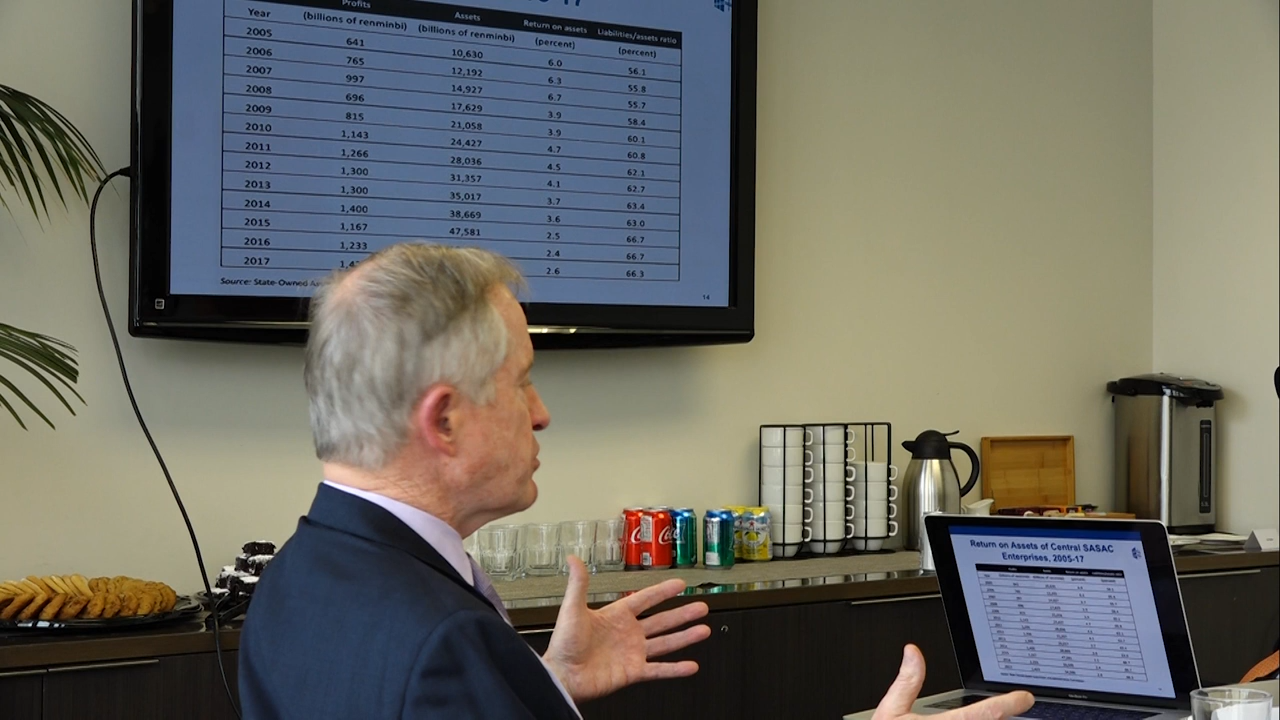 Year Profits (billions of renminbi) Assets (billions of renminbi) Return on assets (percent) Liabilities/assets ratio (percent)
2005 641 10,630 6.0 56.1
2006 765 12,192 6.3 55.8
2007 997 14,927 6.7 55.7
2008 696 17,629 3.9 58.4
2009 815 21,058 3.9 60.1
2010 1,143 24,427 4.7 60.8
2011 1,266 28,036 4.5 62.1
2012 1,300 31,357 4.1 62.7
2013 1,300 35,017 3.7 63.4
2014 1,400 38,669 3.6 63.0
2015 1,167 47,581 2.5 66.7
2016 1,233 2.4 66.7
2017 2.6 66.3
Source: State-Owned
14
Return on Assets of Central SASAC
Enterprises, 2005-17